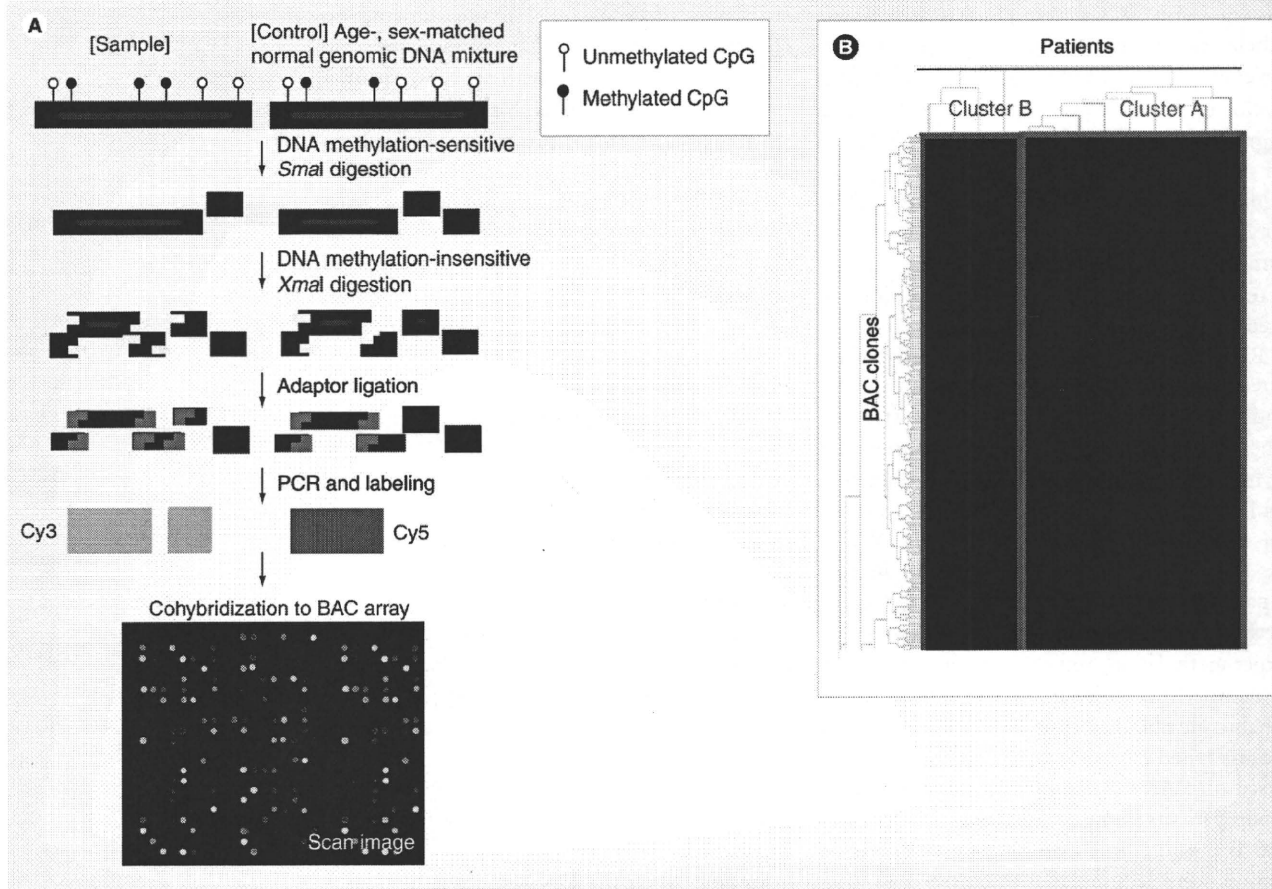 A
[Sample]
[Control] Age-, sex-matched
normal genomic DNA mixture
Unmethylated CpG
Methylated CpG
DNA methylation-sensitive
SmaI digestion
DNA methylation-insensitive
XmaI digestion
Adaptor ligation
PCR and labeling
Cy3
Cy5
Cohybridization to BAC array
Scan image
B
Patients
Cluster B
Cluster A
BAC clones